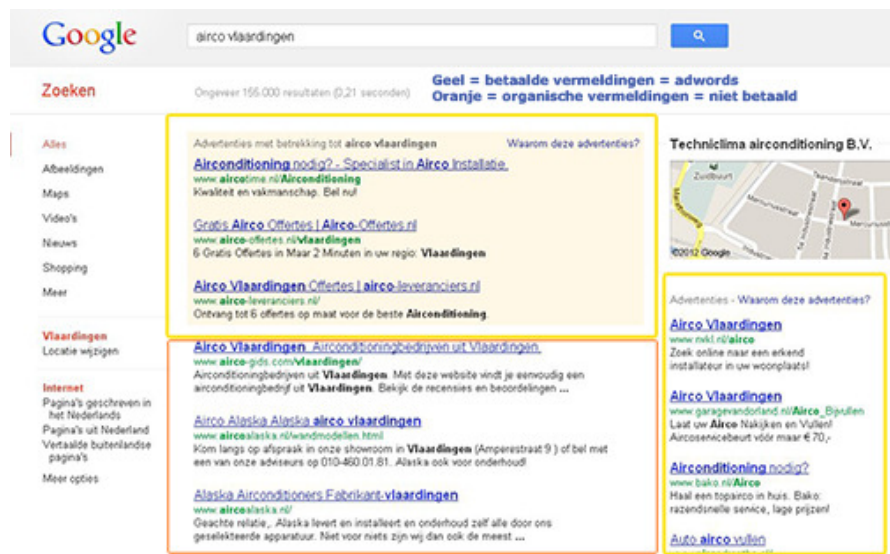 Google
airco vlaardingen
Zoeken
Ongeveer 155.000 resultaten (0,21 seconden)
Geel = betaalde vermeldingen = adwords
Oranje = organische vermeldingen = niet betaald
Alles
Afbeeldingen
Maps
Video's
Nieuws
Shopping
Meer
Vlaardingen
Locatie wijzigen
Internet
Pagina's geschreven in
het Nederlands
Pagina's uit Nederland
Vertaalde buitenlandse
pagina's
Meer opties
Advertenties met betrekking tot airco vlaardingen
Waarom deze advertenties?
Airconditioning nodig? - Specialist in Airco Installatie.
www.aircotime.nl/Airconditioning
Kwaliteit en vakmanschap. Bel nu!
Gratis Airco Offertes | Airco-Offertes.nl
www.airco-offertes.nl/vlaardingen
6 Gratis Offertes in Maar 2 Minuten in uw regio: Vlaardingen
Airco Vlaardingen Offertes | airco-leveranciers.nl
www.airco-leveranciers.nl/
Ontvang tot 6 offertes op maat voor de beste Airconditioning.
Airco Vlaardingen. Airconditioningbedrijven uit Vlaardingen.
www.airco-gids.com/vlaardingen/
Airconditioningbedrijven uit Vlaardingen. Met deze website vindt je eenvoudig een
airconditioningbedrijf uit Vlaardingen. Bekijk de recensies en beoordelingen ...
Airco Alaska Alaska airco vlaardingen
www.aircoalaska.nl/wandmodellen.html
Kom langs op afspraak in onze showroom in Vlaardingen (Amperestraat 9 ) of bel met
een van onze adviseurs op 010-460.01.81. Alaska ook voor onderhoud!
Alaska Airconditioners Fabrikant-vlaardingen
www.aircoalaska.nl/
Geachte relatie,. Alaska levert en installeert en onderhoud zelf alle door ons
geselekteerde apparatuur. Niet voor niets zijn wij dan ook de meest ...
Techniclima airconditioning B.V.
Zuidbuurt
Mercuriusstraat
©2012 Google
Advertenties - Waarom deze advertenties?
Airco Vlaardingen
www.nvkl.nl/airco
Zoek online naar een erkend
installateur in uw woonplaats!
Airco Vlaardingen
www.garagevandorland.nl/Airco_Bijvullen
Laat uw Airco Nakijken en Vullen!
Aircoservicebeurt vóór maar € 70,-
Airconditioning nodig?
www.bako.nl/Airco
Haal een topairco in huis. Bako:
razendsnelle service, lage prijzen!
Auto airco vullen